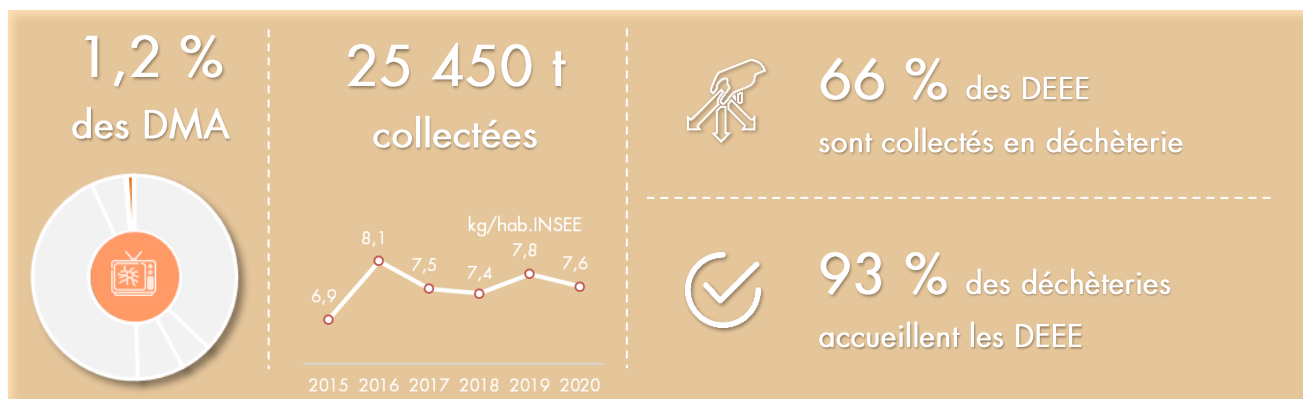 1,2 %
des DMA
25 450 t
collectées
kg/hab.INSEE
6,9
8,1
7,5
7,4
7,8
7,6
2015 2016 2017 2018 2019 2020
66 % des DEEE
sont collectés en déchèterie
93 % des déchèteries
accueillent les DEEE